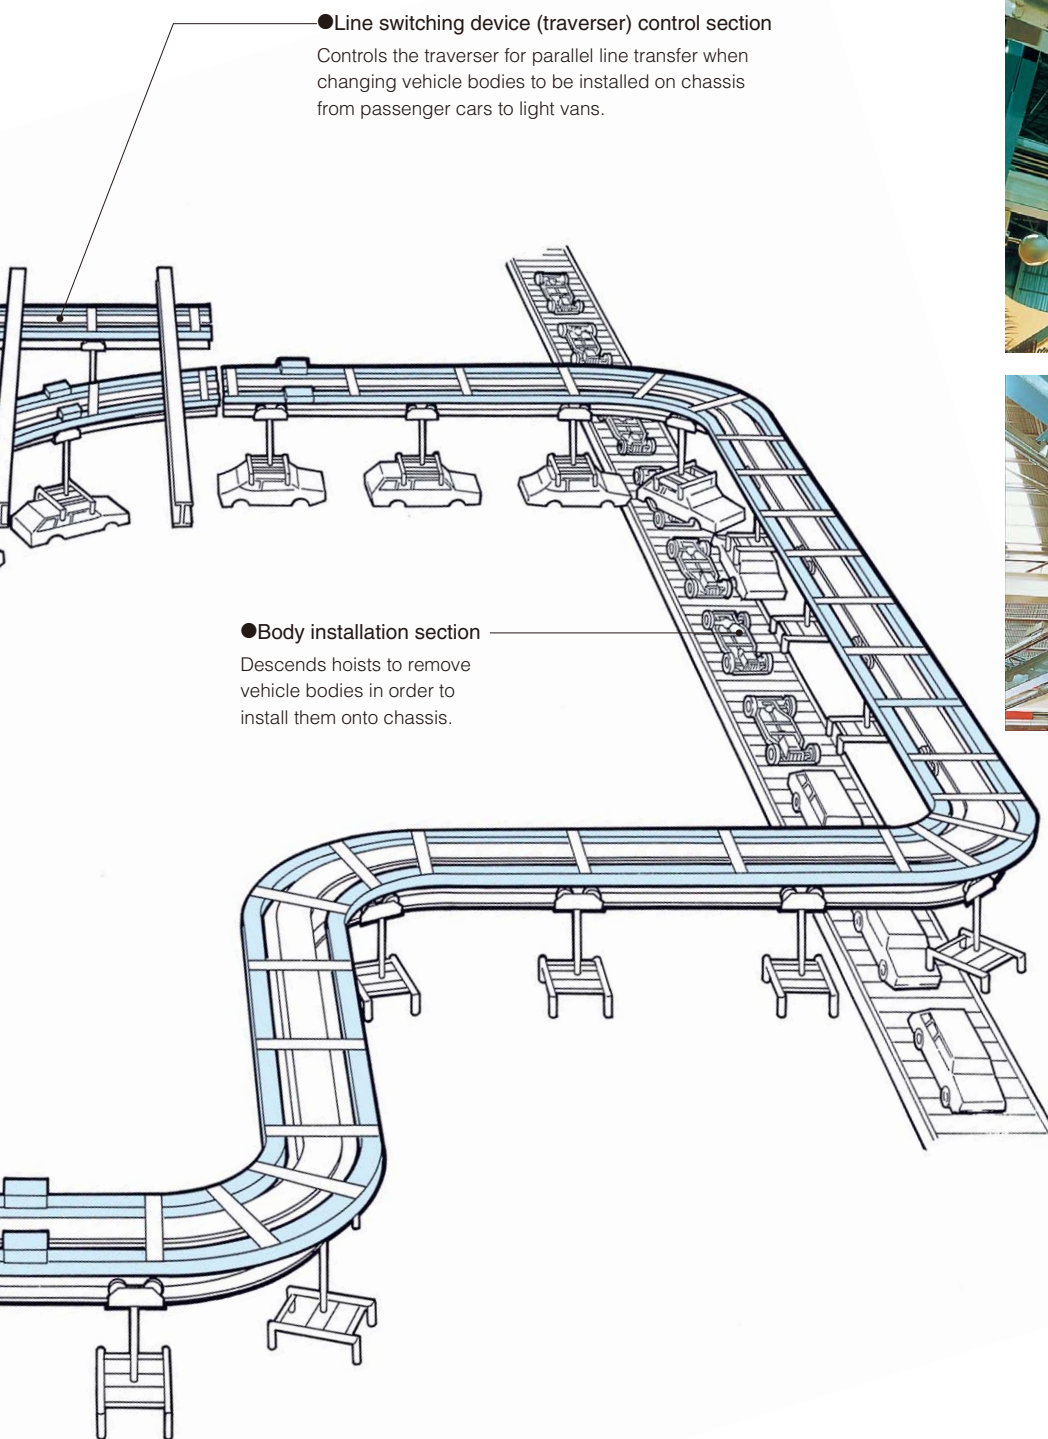 ●Line switching device (traverser) control section
Controls the traverser for parallel line transfer when
changing vehicle bodies to be installed on chassis
from passenger cars to light vans.
●Body installation section
Descends hoists to remove
vehicle bodies in order to
install them onto chassis.